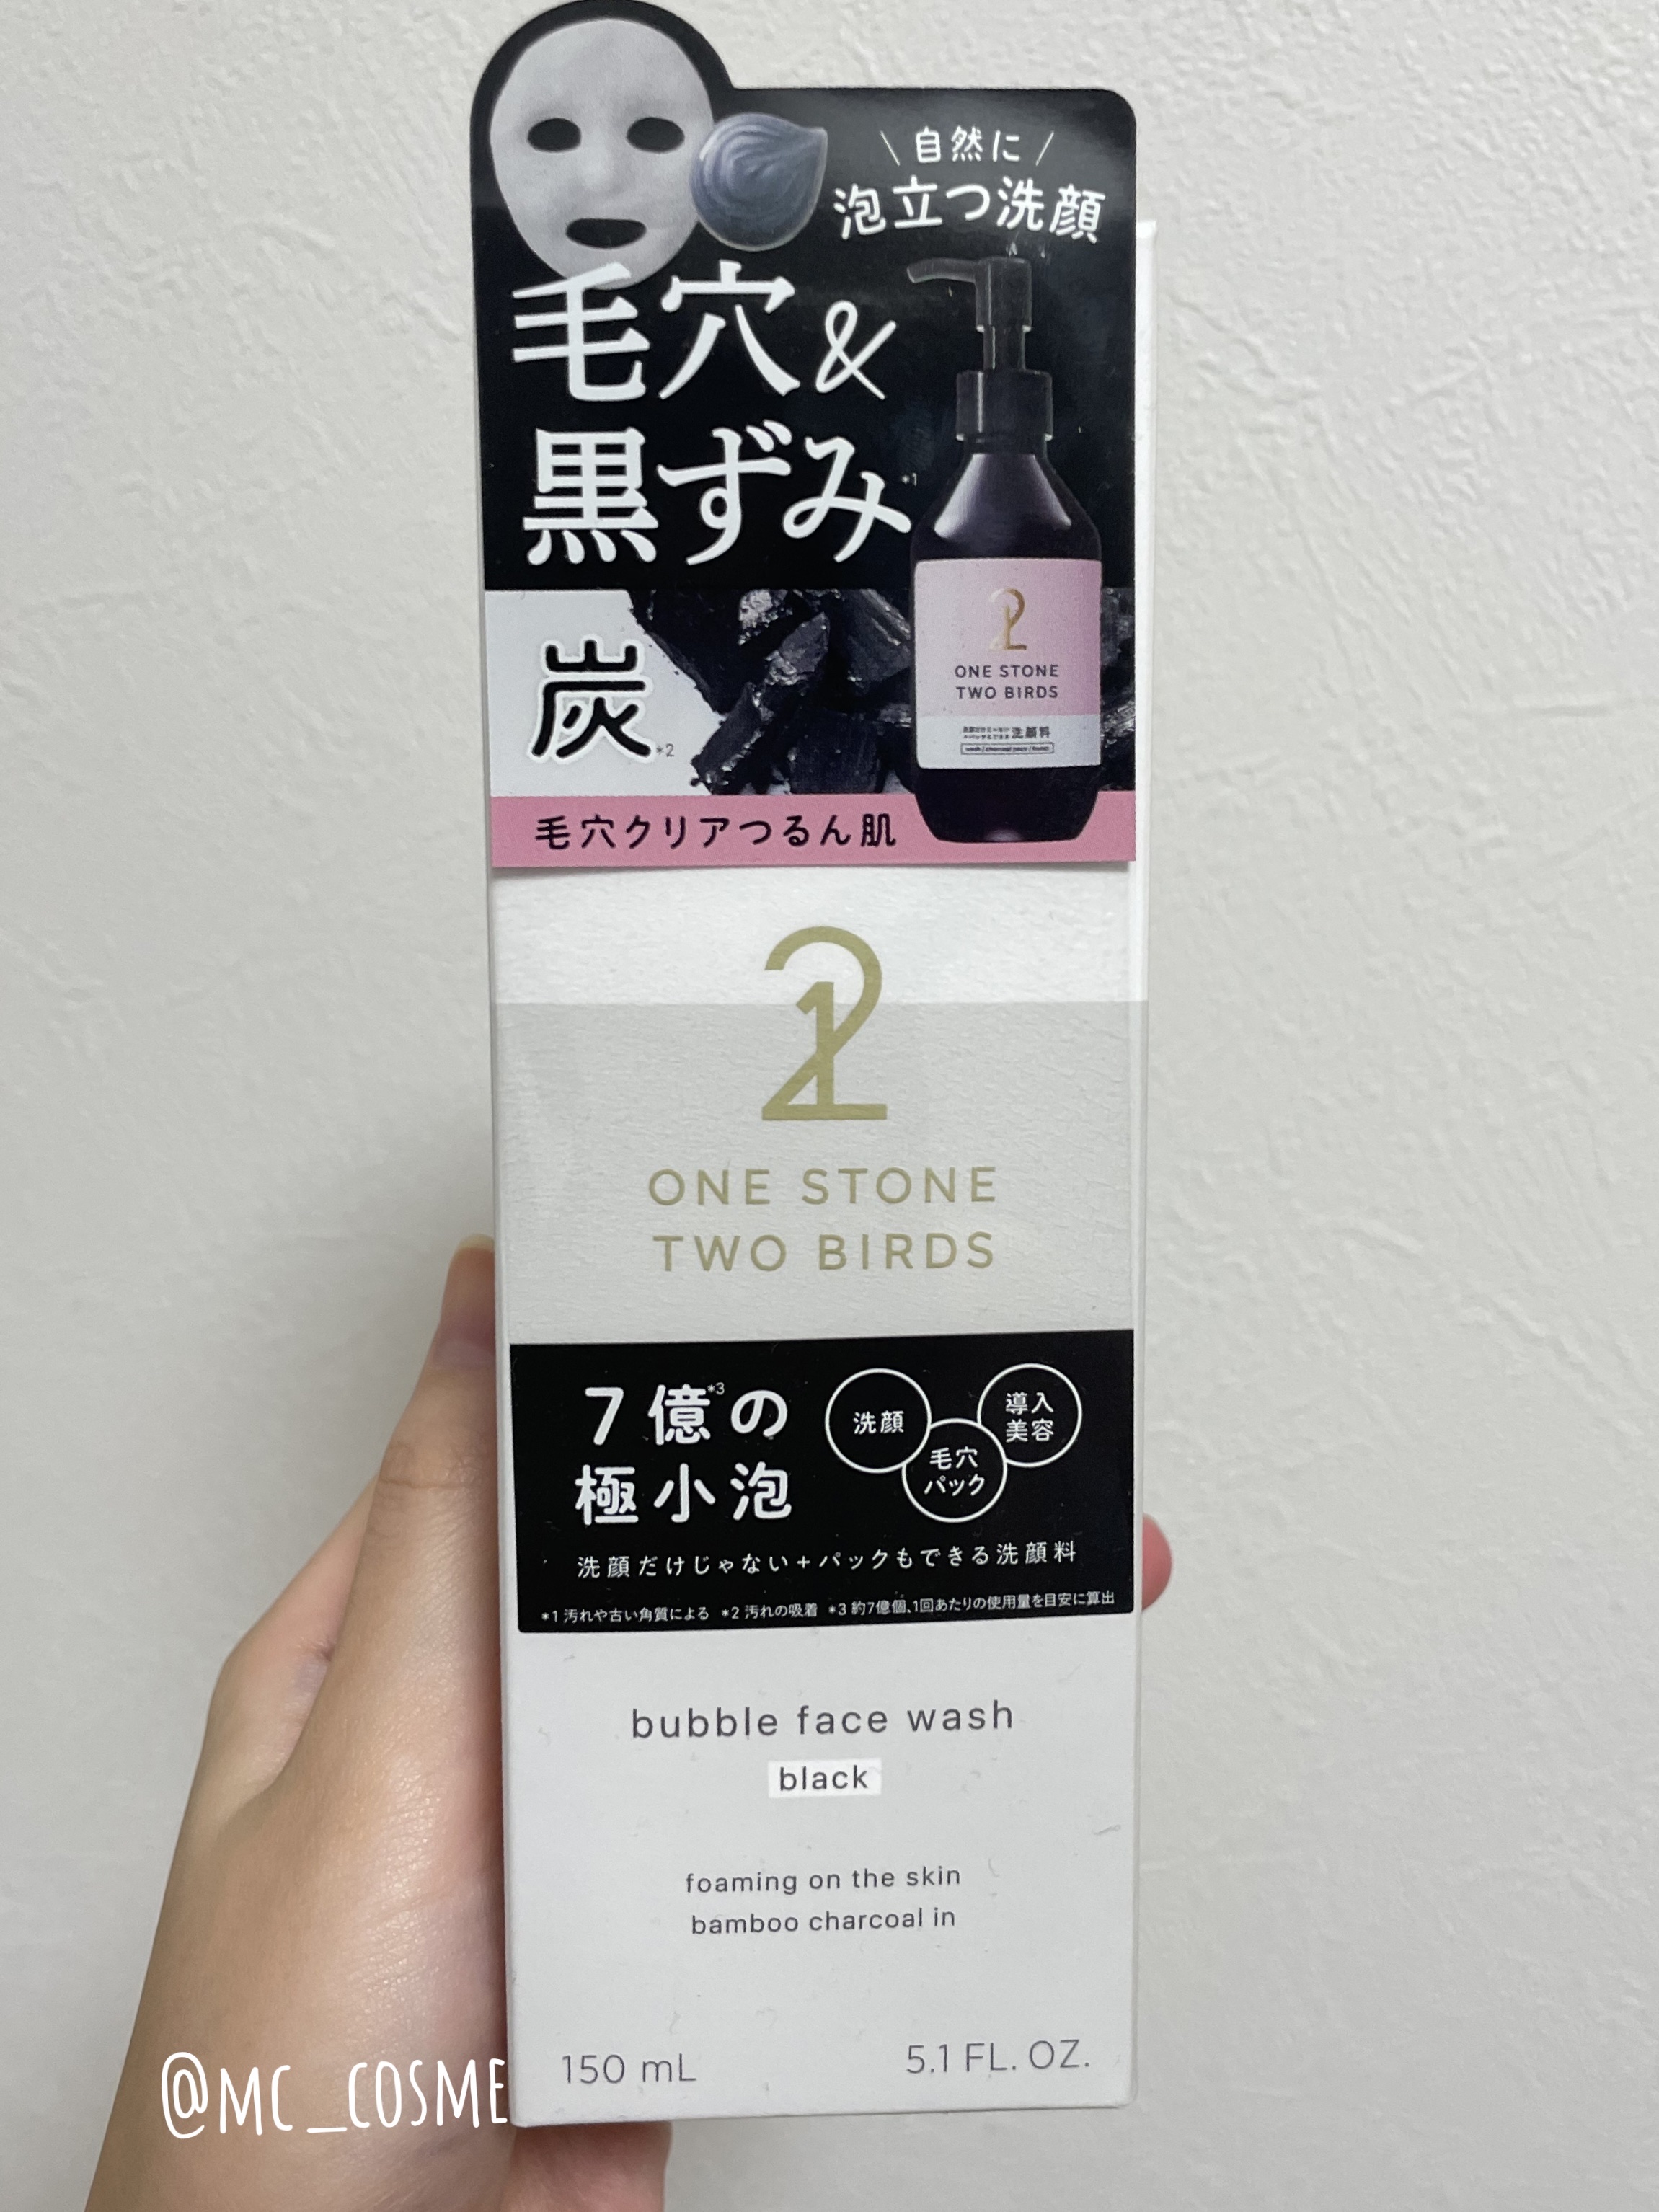 自然に
泡立つ洗顔
毛穴&
黒ずみ*1
炭*2
ONE STONE
TWO BIRDS
洗顔料
毛穴クリアつるん肌
21
ONE STONE
TWO BIRDS
7億*3の
極小泡
洗顔
毛穴
パック
導入
美容
洗顔だけじゃない+パックもできる洗顔料
*1 汚れや古い角質による *2 汚れの吸着 *3 約7億個、1回あたりの使用量を目安に算出
bubble face wash
black
foaming on the skin
bamboo charcoal in
150 mL
5.1 FL. OZ.
@MC_COSME